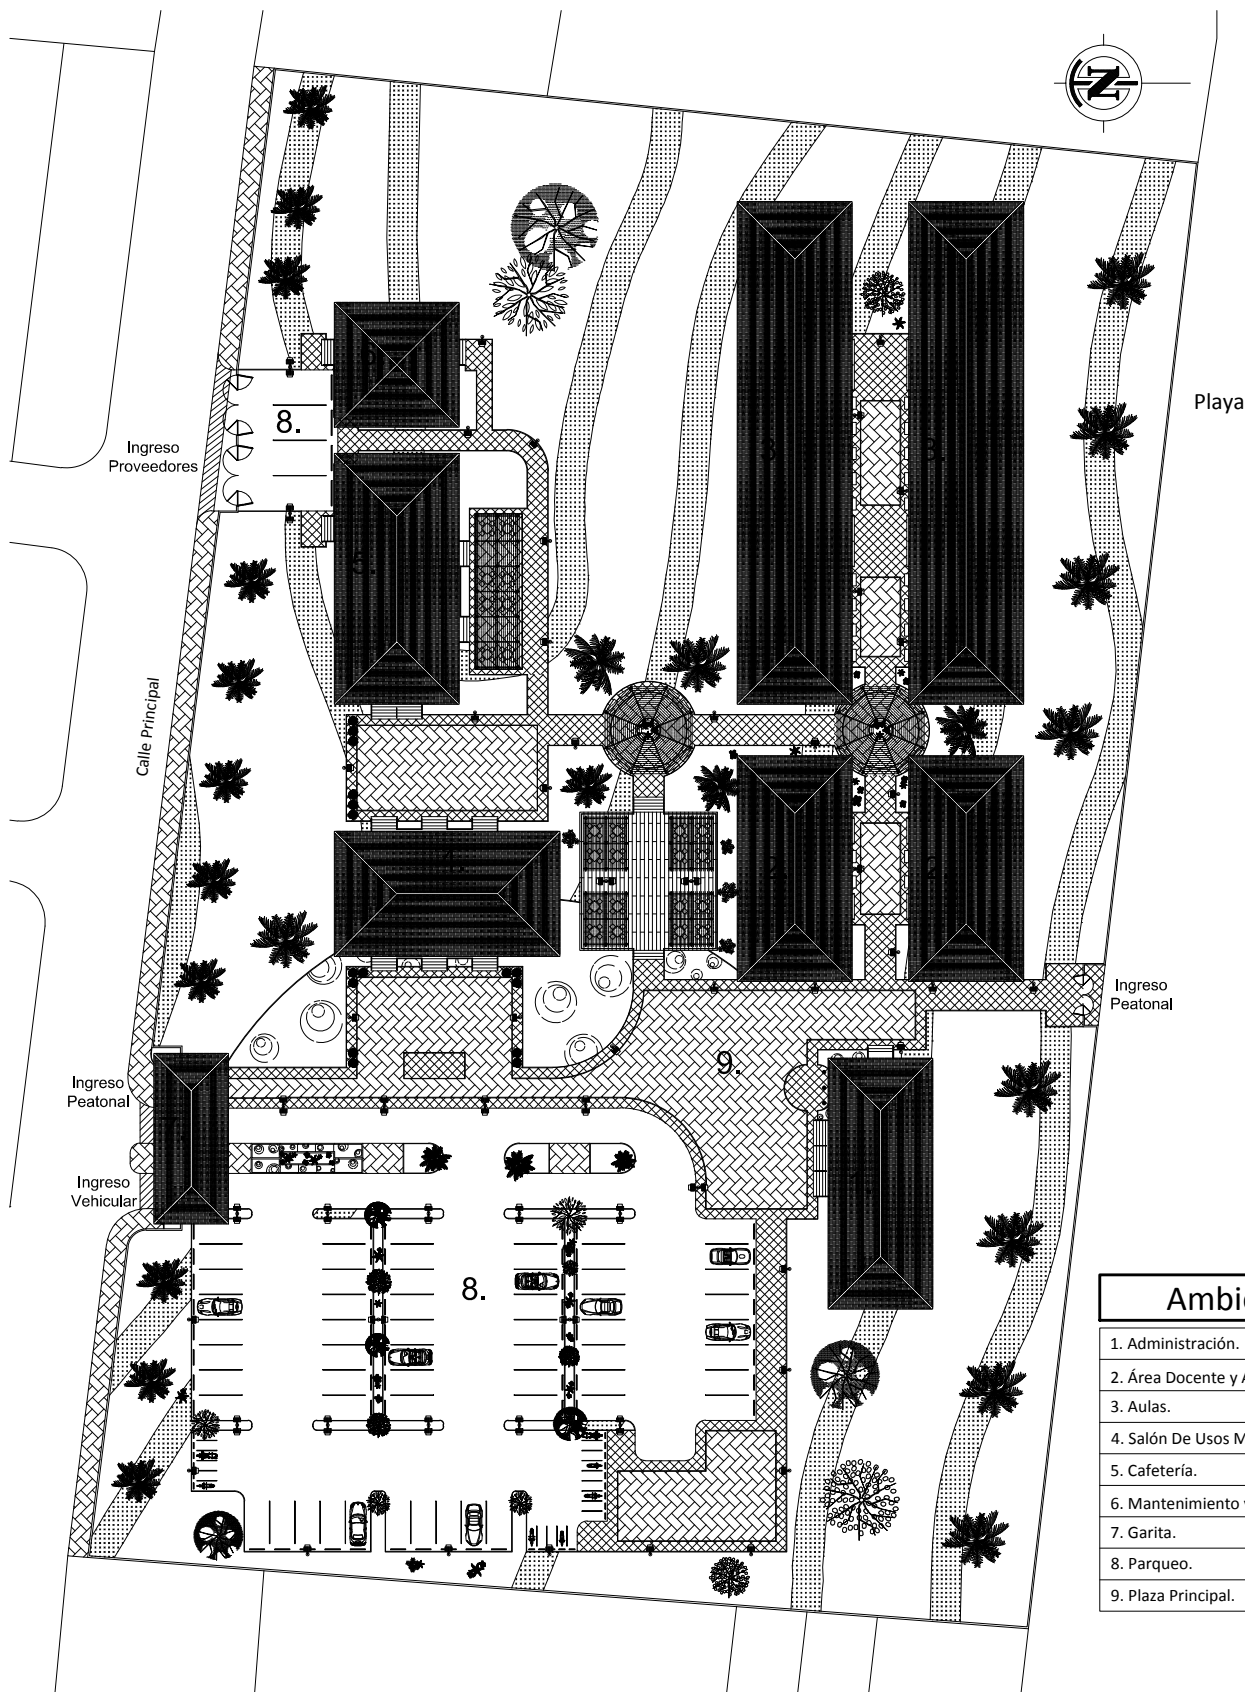 N
Playa
8.
Ingreso
Proveedores
3.
3.
5.
Calle Principal
4.
2.
Ingreso
Peatonal
9.
Ingreso
Peatonal
Ingreso
Vehicular
8.
Ambi
1. Administración.
2. Área Docente y A
3. Aulas.
4. Salón De Usos M
5. Cafetería.
6. Mantenimiento
7. Garita.
8. Parqueo.
9. Plaza Principal.